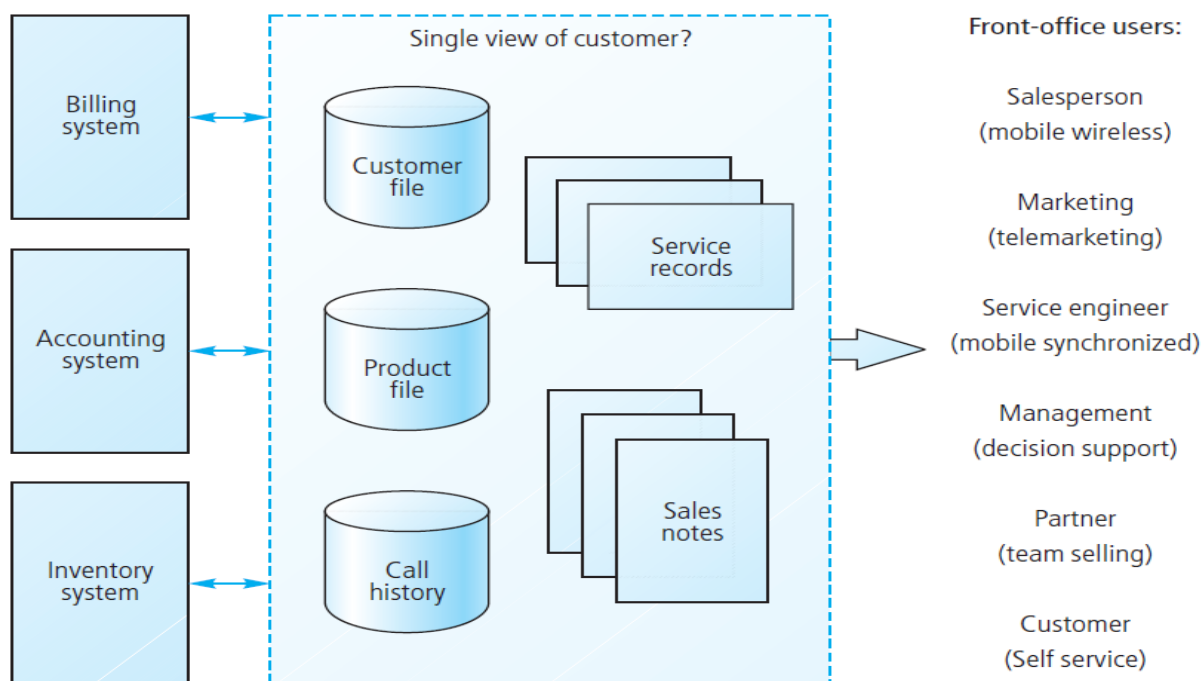 Billing
system
Accounting
system
Inventory
system
Single view of customer?
Customer
file
Product
file
Call
history
Service
records
Sales
notes
Front-office users:
Salesperson
(mobile wireless)
Marketing
(telemarketing)
Service engineer
(mobile synchronized)
Management
(decision support)
Partner
(team selling)
Customer
(Self service)